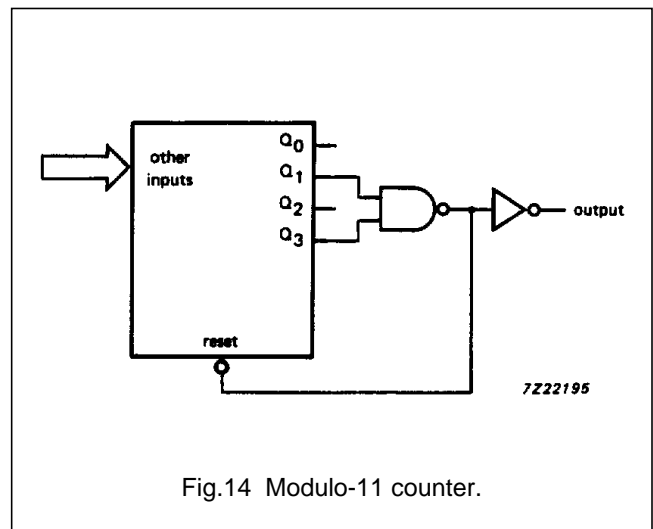 other
inputs
Q0
Q1
Q2
Q3
reset
output
7Z22195
Fig.14 Modulo-11 counter.